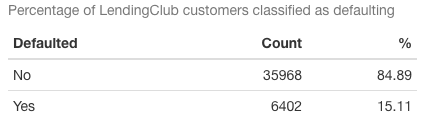 Percentage of LendingClub customers classified as defaulting
Defaulted Count %
No 35968 84.89
Yes 6402 15.11